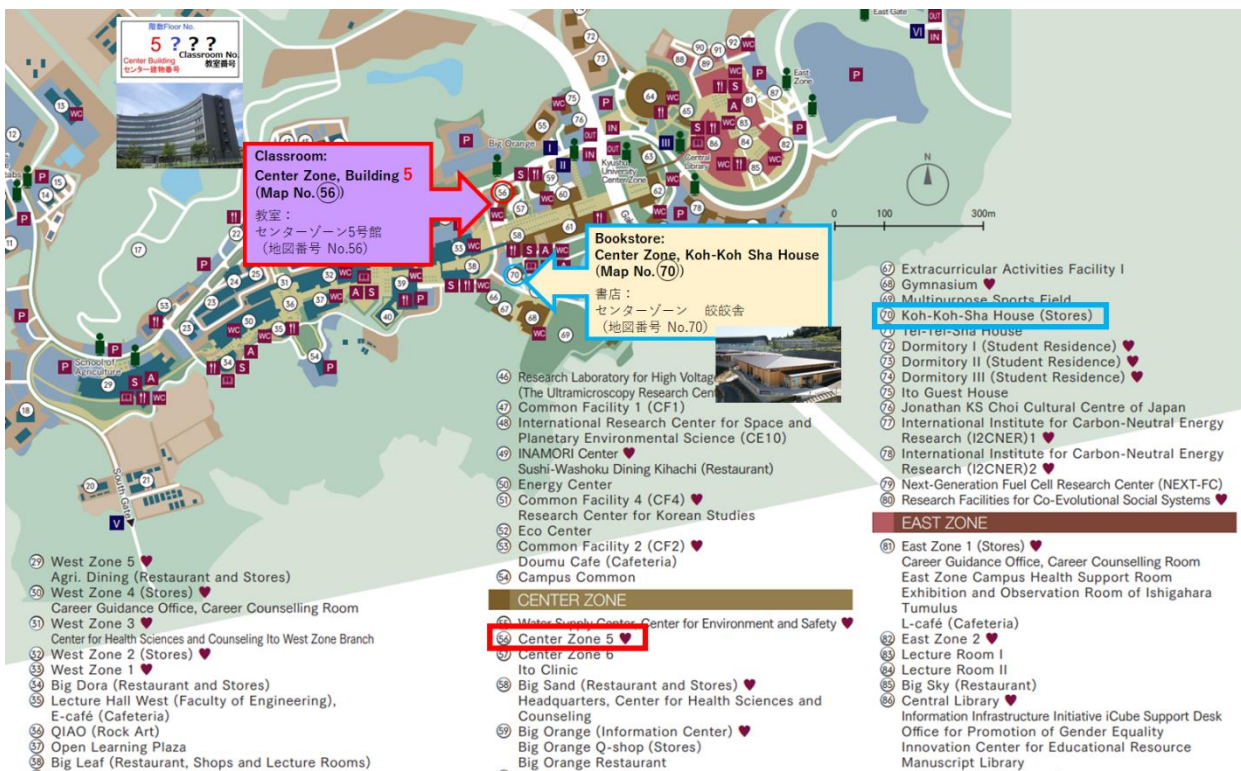 階数Floor No.
5 ? ? ?
Center Building
センター建物番号
Classroom No.
教室番号
Classroom:
Center Zone, Building 5
(Map No.56))
教室：
センターゾーン5号館
（地図番号 No.56）
Bookstore:
Center Zone, Koh-Koh Sha House
(Map No.70))
書店：
センターゾーン 皎皎舎
（地図番号 No.70）
East Gate
VI
OUT
IN
East Zone
Big Orange
I
II
III
OUT
IN
Kyushu University Center Zone
Central Library
School of Agriculture
South Gate
V
N
0 100 300m
29 West Zone 5 ♥
Agri. Dining (Restaurant and Stores)
30 West Zone 4 (Stores) ♥
Career Guidance Office, Career Counselling Room
31 West Zone 3 ♥
Center for Health Sciences and Counseling Ito West Zone Branch
32 West Zone 2 (Stores) ♥
33 West Zone 1 ♥
34 Big Dora (Restaurant and Stores)
35 Lecture Hall West (Faculty of Engineering),
E-café (Cafeteria)
36 QIAO (Rock Art)
37 Open Learning Plaza
38 Big Leaf (Restaurant, Shops and Lecture Rooms)
46 Research Laboratory for High Voltage
(The Ultramicroscopy Research Cen
47 Common Facility 1 (CF1)
48 International Research Center for Space and
Planetary Environmental Science (CE10)
49 INAMORI Center ♥
Sushi-Washoku Dining Kihachi (Restaurant)
50 Energy Center
51 Common Facility 4 (CF4) ♥
Research Center for Korean Studies
52 Eco Center
53 Common Facility 2 (CF2) ♥
Doumu Cafe (Cafeteria)
54 Campus Common
CENTER ZONE
55 Water Supply Center, Center for Environment and Safety ♥
56 Center Zone 5 ♥
57 Center Zone 6
Ito Clinic
58 Big Sand (Restaurant and Stores) ♥
Headquarters, Center for Health Sciences and
Counseling
59 Big Orange (Information Center) ♥
Big Orange Q-shop (Stores)
Big Orange Restaurant
67 Extracurricular Activities Facility I
68 Gymnasium ♥
69 Multipurpose Sports Field
70 Koh-Koh-Sha House (Stores)
71 Tei-Tei-Sha House
72 Dormitory I (Student Residence) ♥
73 Dormitory II (Student Residence) ♥
74 Dormitory III (Student Residence) ♥
75 Ito Guest House
76 Jonathan KS Choi Cultural Centre of Japan
77 International Institute for Carbon-Neutral Energy
Research (I2CNER)1 ♥
78 International Institute for Carbon-Neutral Energy
Research (I2CNER)2 ♥
79 Next-Generation Fuel Cell Research Center (NEXT-FC)
80 Research Facilities for Co-Evolutional Social Systems ♥
EAST ZONE
81 East Zone 1 (Stores) ♥
Career Guidance Office, Career Counselling Room
East Zone Campus Health Support Room
Exhibition and Observation Room of Ishigahara
Tumulus
L-café (Cafeteria)
82 East Zone 2 ♥
83 Lecture Room I
84 Lecture Room II
85 Big Sky (Restaurant)
86 Central Library ♥
Information Infrastructure Initiative iCube Support Desk
Office for Promotion of Gender Equality
Innovation Center for Educational Resource
Manuscript Library